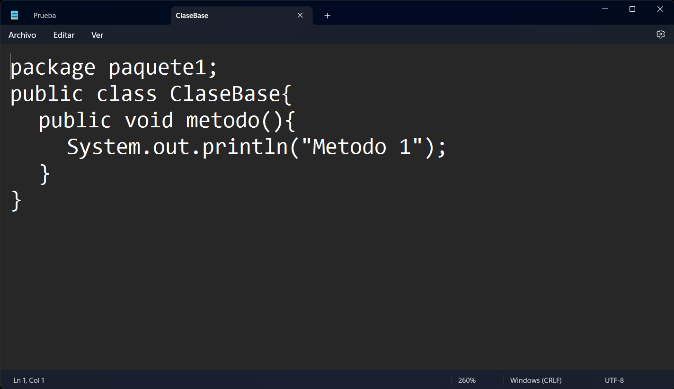 Prueba
ClaseBase
Archivo Editar Ver
package paquete1;
public class ClaseBase{
public void metodo(){
System.out.println("Metodo 1");
}
}
Ln 1, Col 1 260% Windows (CRLF) UTF-8